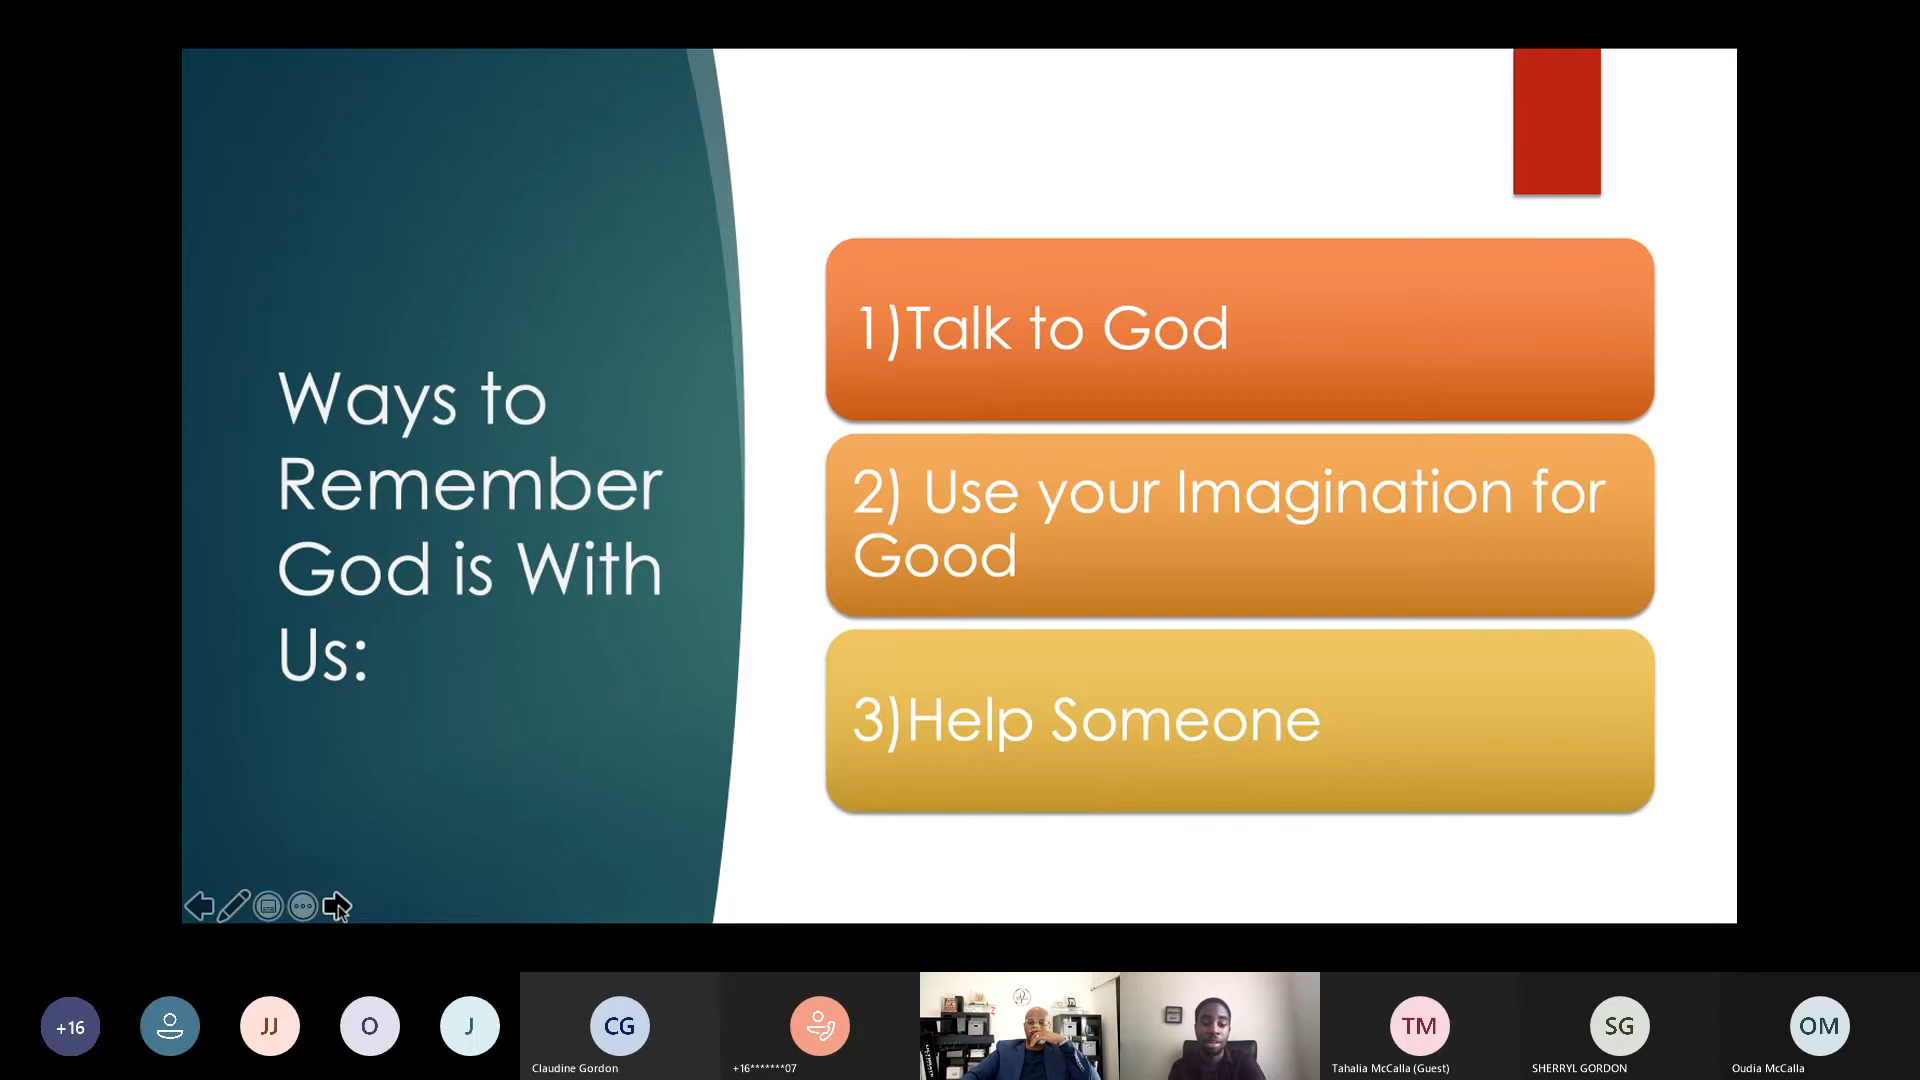 Ways to
Remember
God is With
Us:
1)Talk to God
2) Use your Imagination for
Good
3)Help Someone
+16
JJ
O
J
CG
Claudine Gordon
+16*******07
TM
Tahalia McCalla (Guest)
SG
SHERRYL GORDON
OM
Oudia McCalla